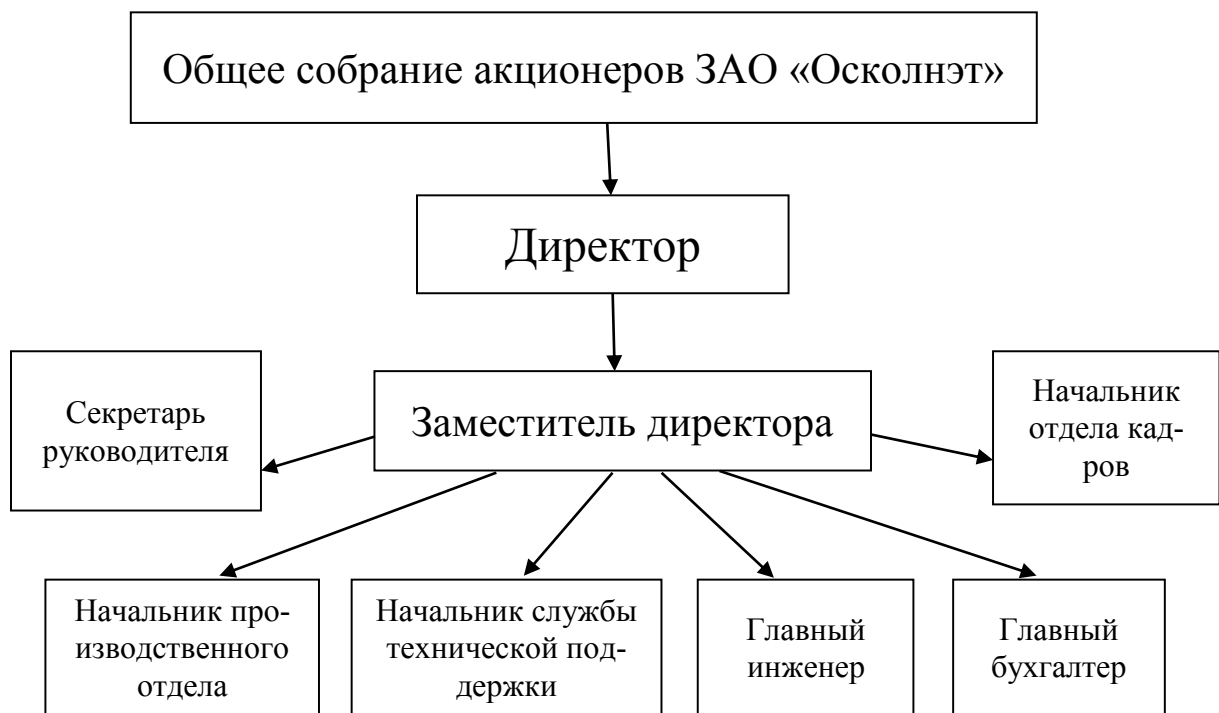 Общее собрание акционеров ЗАО «Осколнэт»
Директор
Заместитель директора
Секретарь
руководителя
Начальник
отдела кад-
ров
Начальник про-
изводственного
отдела
Начальник службы
технической под-
держки
Главный
инженер
Главный
бухгалтер